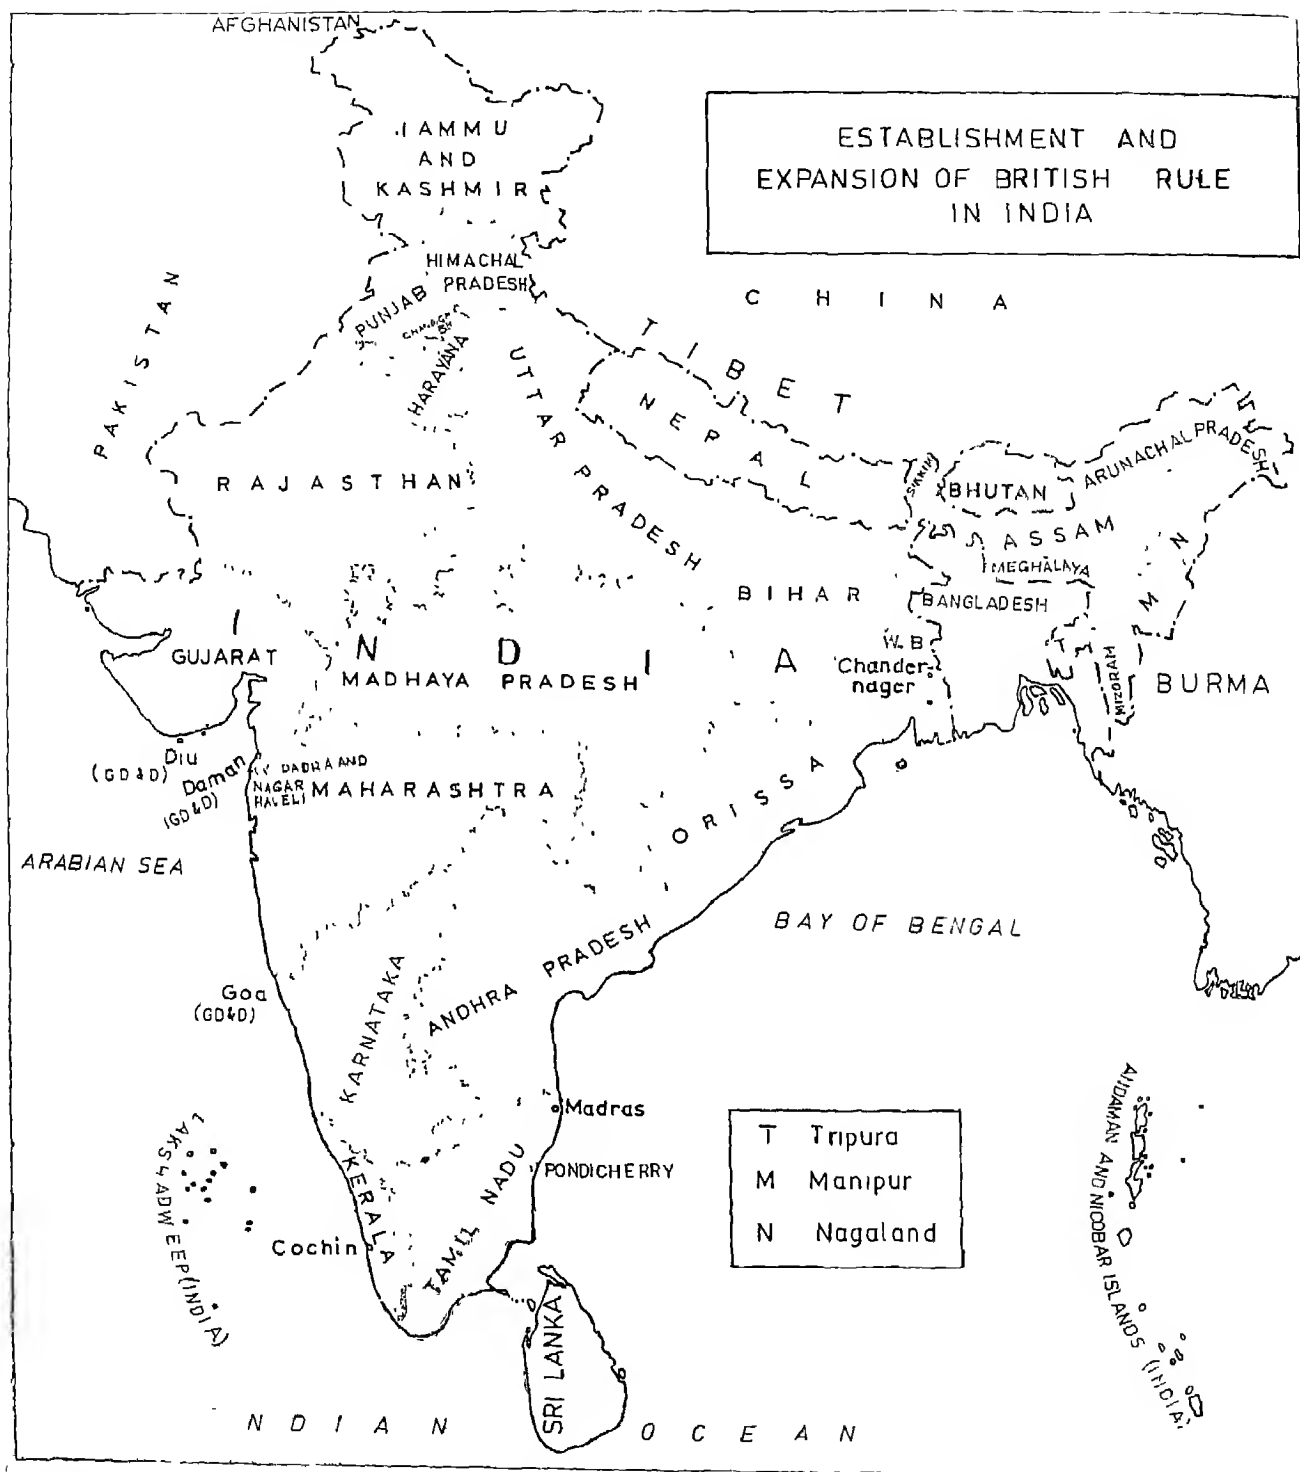 AFGHANISTAN
ESTABLISHMENT AND
EXPANSION OF BRITISH RULE
IN INDIA
JAMMU
AND
KASHMIR
HIMACHAL
PRADESH
PUNJAB
HARAYANA
PAKISTAN
CHINA
TIBET
NEPAL
UTTAR PRADESH
RAJASTHAN
SIKKIM
BHUTAN
ARUNACHAL PRADESH
ASSAM
MEGHALAYA
N
M
BIHAR
BANGLADESH
W.B
T
MIZORAM
BURMA
INDIA
GUJARAT
MADHAYA PRADESH
Chander-
nager
Diu
(GD&D)
Daman
(GD&D)
DADRA AND
NAGAR
HAVELI
MAHARASHTRA
ORISSA
ARABIAN SEA
BAY OF BENGAL
Goa
(GD&D)
KARNATAKA
ANDHRA PRADESH
Madras
PONDICHERRY
TAMIL NADU
KERALA
Cochin
LAKSHADWEEP (INDIA)
T Tripura
M Manipur
N Nagaland
ANDAMAN AND NICOBAR ISLANDS (INDIA)
SRI LANKA
NDIAN OCEAN